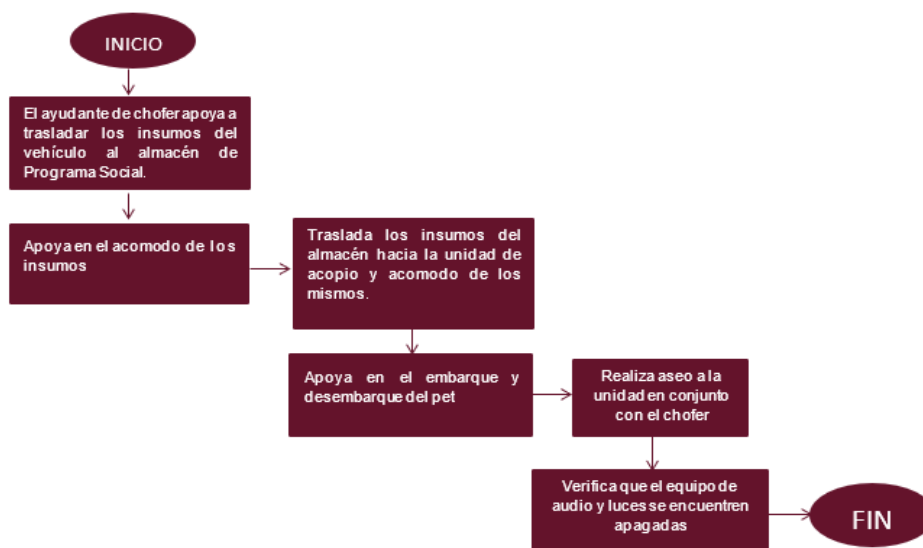 INICIO
El ayudante de chofer apoya a
trasladar los insumos del
vehículo al almacén de
Programa Social.
Apoya en el acomodo de los
insumos
Traslada los insumos del
almacén hacia la unidad de
acopio y acomodo de los
mismos.
Apoya en el embarque y
desembarque del pet
Realiza aseo a la
unidad en conjunto
con el chofer
Verifica que el equipo de
audio y luces se encuentren
apagadas
FIN